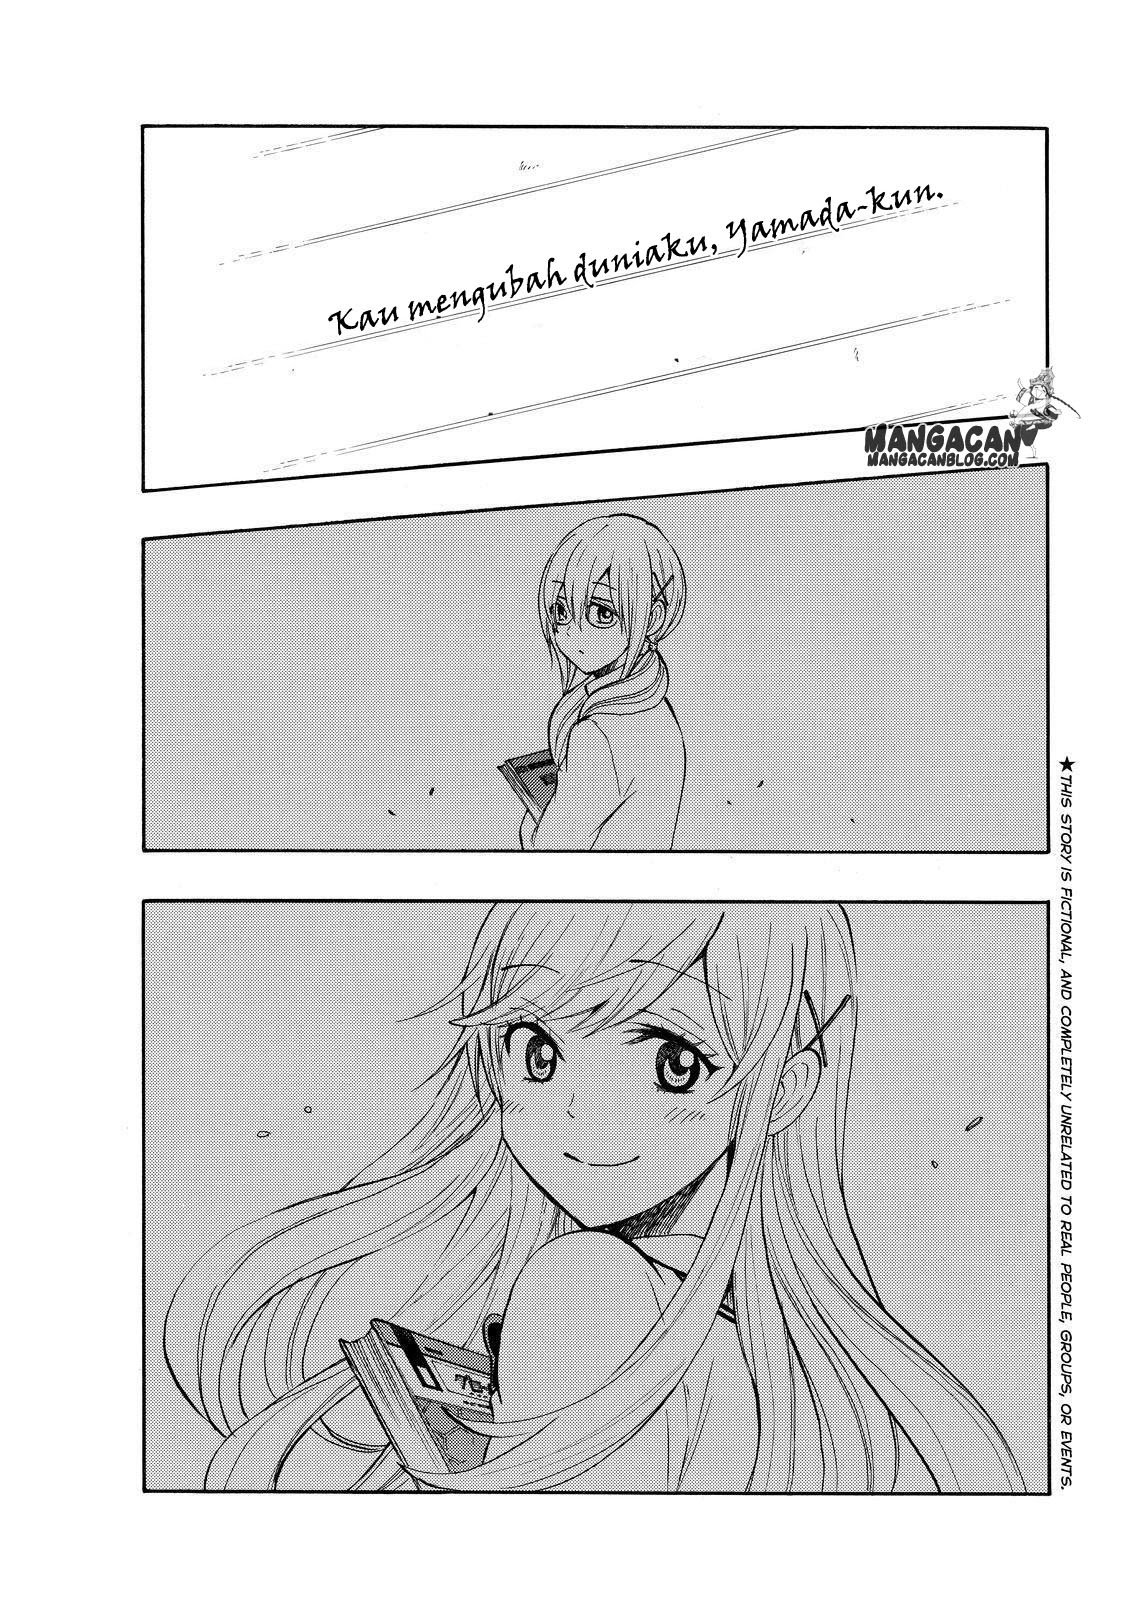 Kau mengubah duniaku, Yamada-kun.
MANGACAN
MANGACANBLOG.COM
★THIS STORY IS FICTIONAL, AND COMPLETELY UNRELATED TO REAL PEOPLE, GROUPS, OR EVENTS.